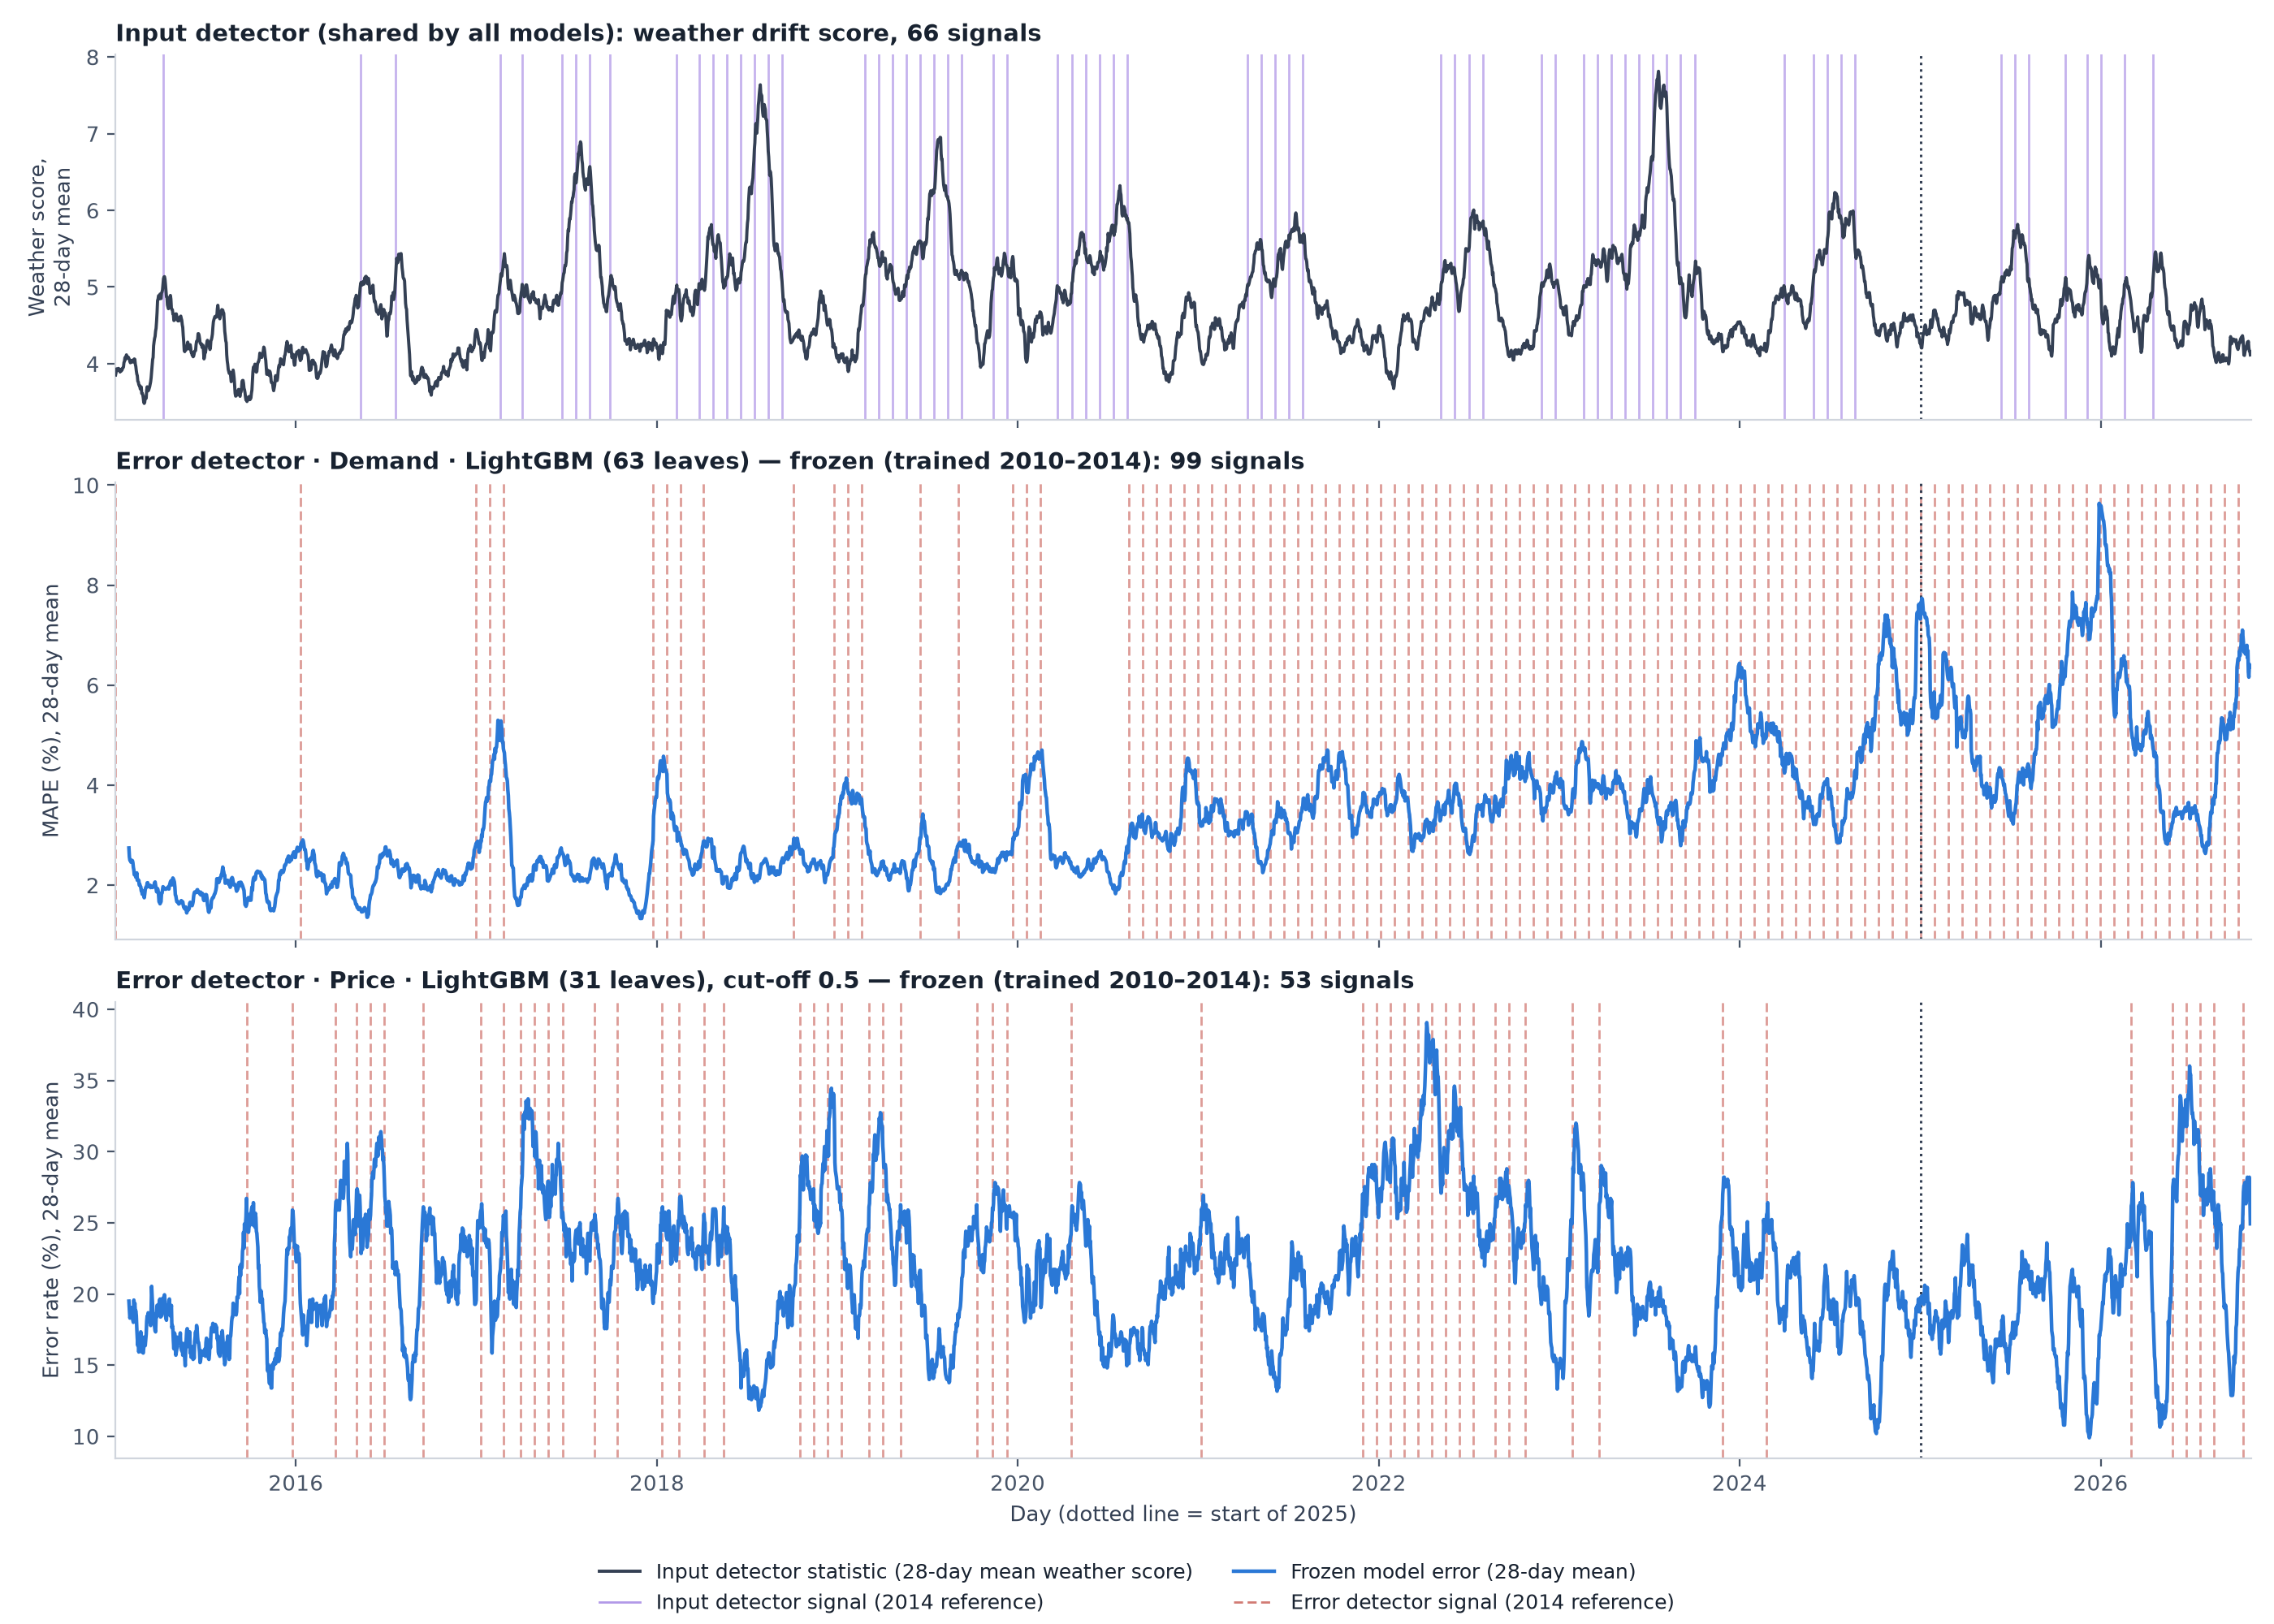 Input detector (shared by all models): weather drift score, 66 signals
8
7
6
5
4
Weather score,
28-day mean
Error detector · Demand · LightGBM (63 leaves) — frozen (trained 2010–2014): 99 signals
10
8
6
4
2
MAPE (%), 28-day mean
Error detector · Price · LightGBM (31 leaves), cut-off 0.5 — frozen (trained 2010–2014): 53 signals
40
35
30
25
20
15
10
Error rate (%), 28-day mean
2016 2018 2020 2022 2024 2026
Day (dotted line = start of 2025)
Input detector statistic (28-day mean weather score)
Input detector signal (2014 reference)
Frozen model error (28-day mean)
Error detector signal (2014 reference)